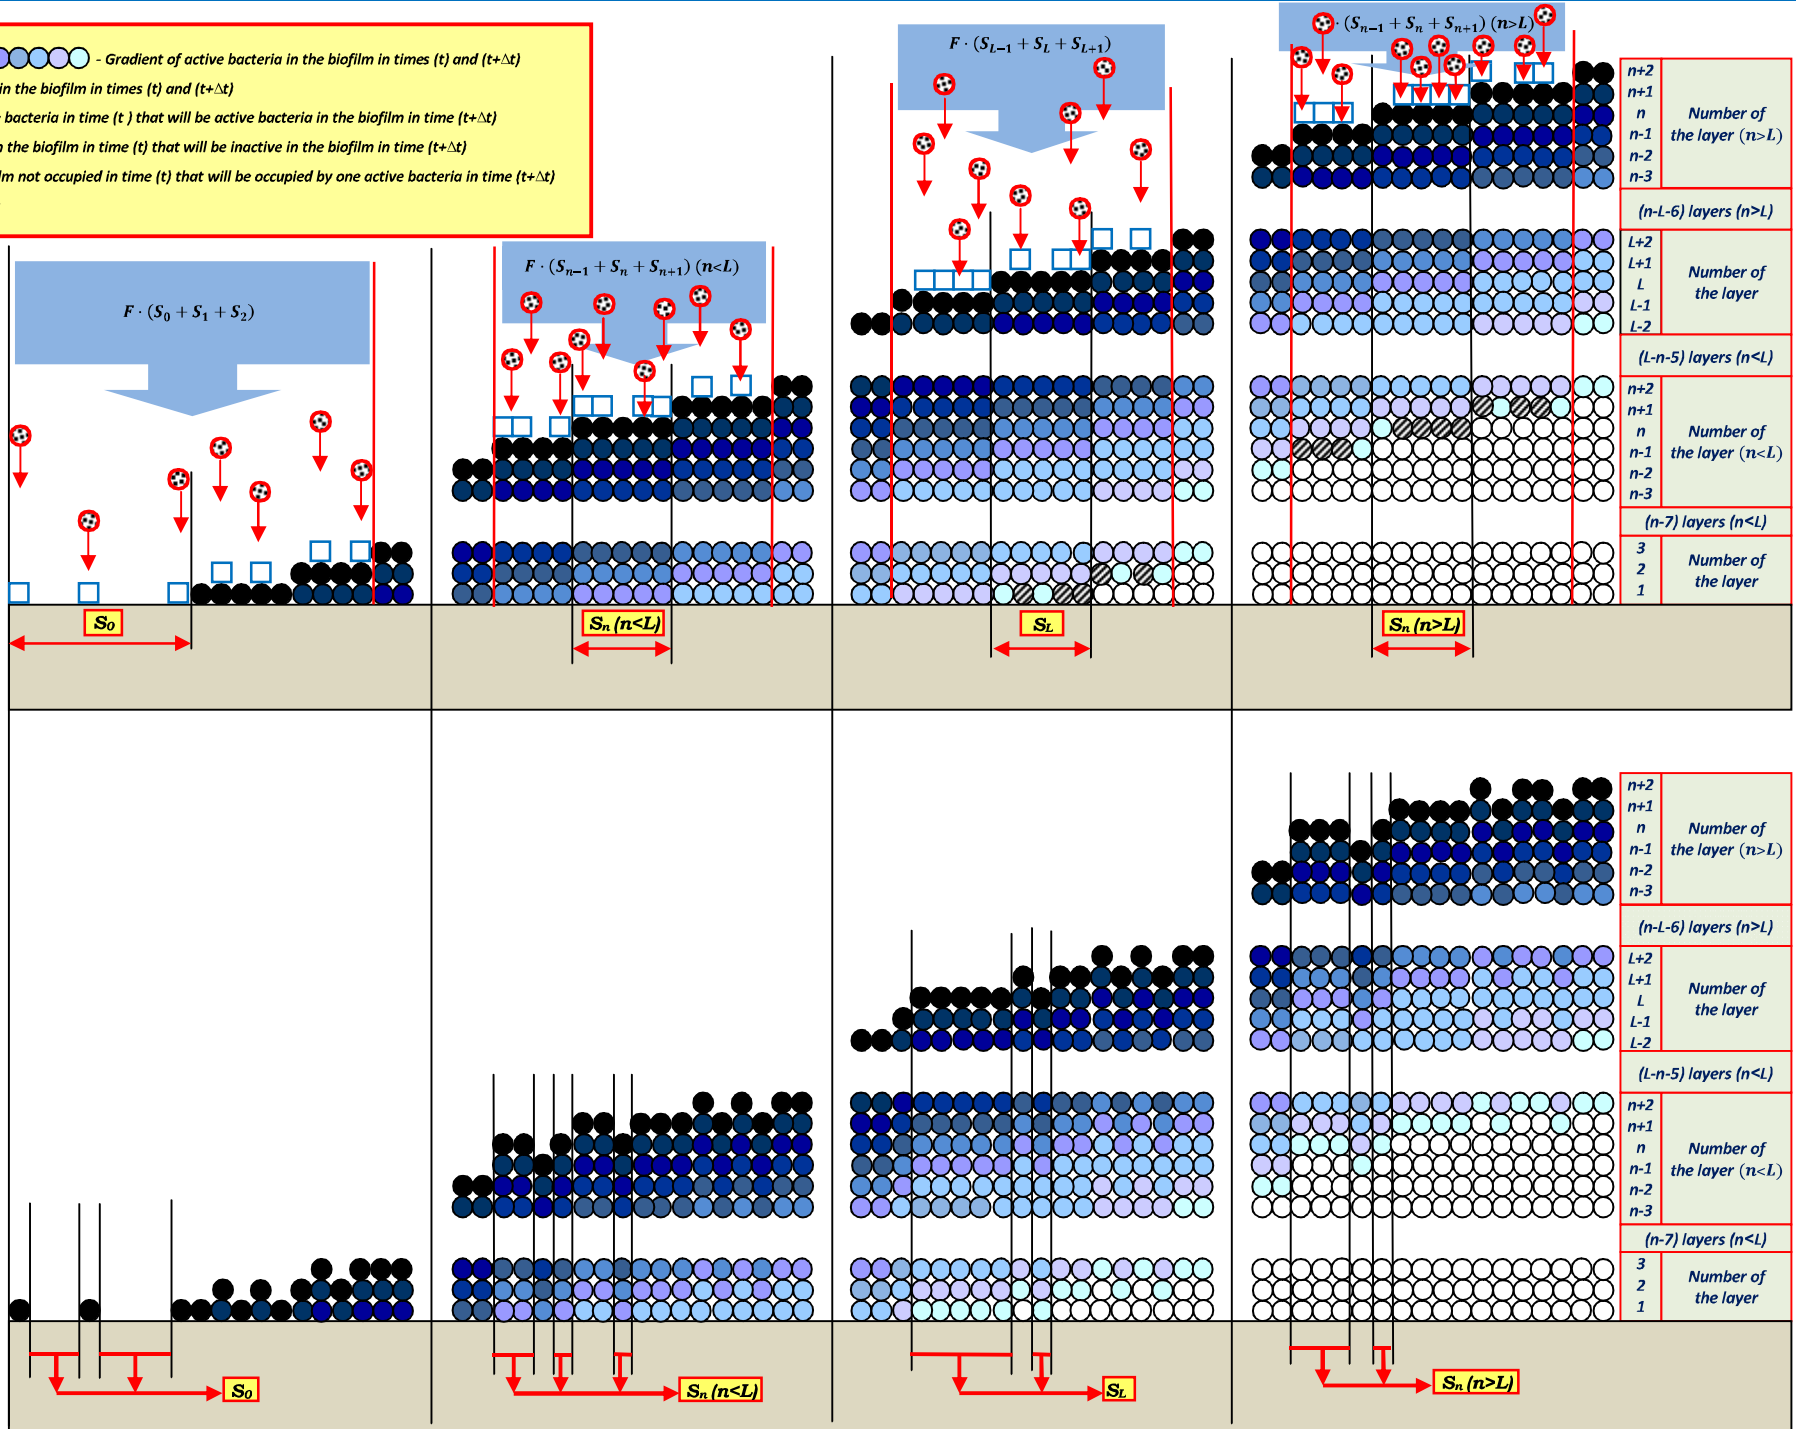 - Gradient of active bacteria in the biofilm in times (t) and (t+Δt)
in the biofilm in times (t) and (t+Δt)
bacteria in time (t ) that will be active bacteria in the biofilm in time (t+Δt)
the biofilm in time (t) that will be inactive in the biofilm in time (t+Δt)
not occupied in time (t) that will be occupied by one active bacteria in time (t+Δt)
F · (S₀ + S₁ + S₂)
F · (Sₙ₋₁ + Sₙ + Sₙ₊₁) (n<L)
F · (S_{L−1} + S_L + S_{L+1})
· (Sₙ₋₁ + Sₙ + Sₙ₊₁) (n>L)
n+2
n+1
n
n-1
n-2
n-3
Number of
the layer (n>L)
(n-L-6) layers (n>L)
L+2
L+1
L
L-1
L-2
Number of
the layer
(L-n-5) layers (n<L)
n+2
n+1
n
n-1
n-2
n-3
Number of
the layer (n<L)
(n-7) layers (n<L)
3
2
1
Number of
the layer
S₀
Sₙ (n<L)
S_L
Sₙ (n>L)
n+2
n+1
n
n-1
n-2
n-3
Number of
the layer (n>L)
(n-L-6) layers (n>L)
L+2
L+1
L
L-1
L-2
Number of
the layer
(L-n-5) layers (n<L)
n+2
n+1
n
n-1
n-2
n-3
Number of
the layer (n<L)
(n-7) layers (n<L)
3
2
1
Number of
the layer
S₀
Sₙ (n<L)
S_L
Sₙ (n>L)